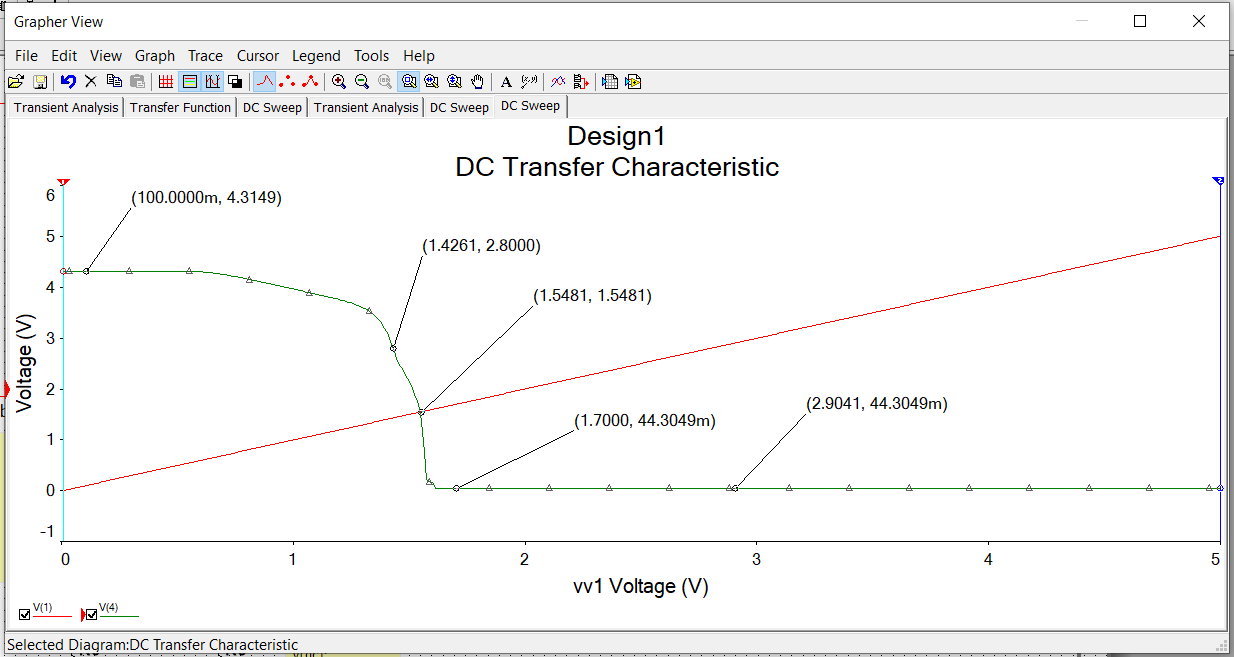 Grapher View
File Edit View Graph Trace Cursor Legend Tools Help
Transient Analysis Transfer Function DC Sweep Transient Analysis DC Sweep DC Sweep
Design1
DC Transfer Characteristic
1
2
(100.0000m, 4.3149)
(1.4261, 2.8000)
(1.5481, 1.5481)
(1.7000, 44.3049m)
(2.9041, 44.3049m)
Voltage (V)
6
5
4
3
2
1
0
-1
0 1 2 3 4 5
vv1 Voltage (V)
V(1) V(4)
Selected Diagram:DC Transfer Characteristic